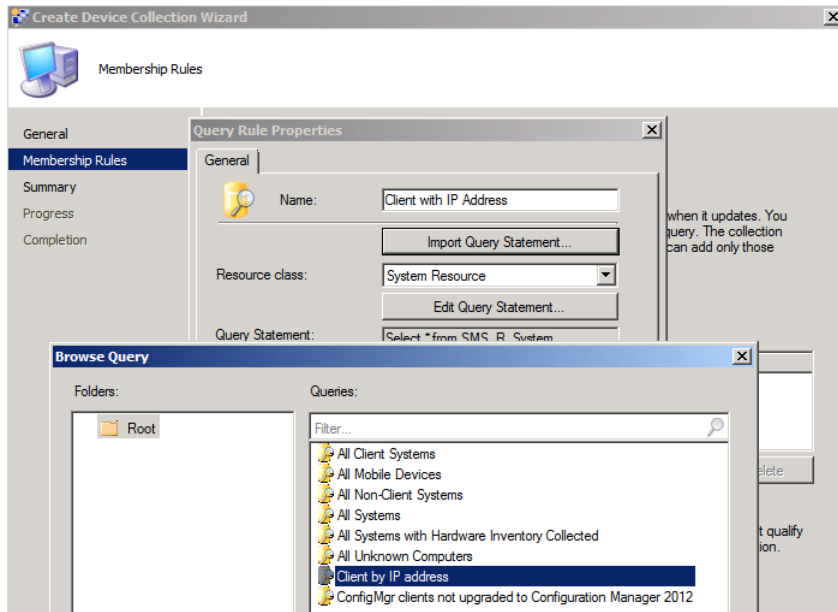 Create Device Collection Wizard
Membership Rules
General
Membership Rules
Summary
Progress
Completion
when it updates. You
query. The collection
can add only those
Query Rule Properties
General
Name:
Client with IP Address
Import Query Statement...
Resource class:
System Resource
Edit Query Statement...
Query Statement:
Select * from SMS_R_System
Browse Query
Folders:
Root
Queries:
Filter...
All Client Systems
All Mobile Devices
All Non-Client Systems
All Systems
All Systems with Hardware Inventory Collected
All Unknown Computers
Client by IP address
ConfigMgr clients not upgraded to Configuration Manager 2012
elete
t qualify
ion.